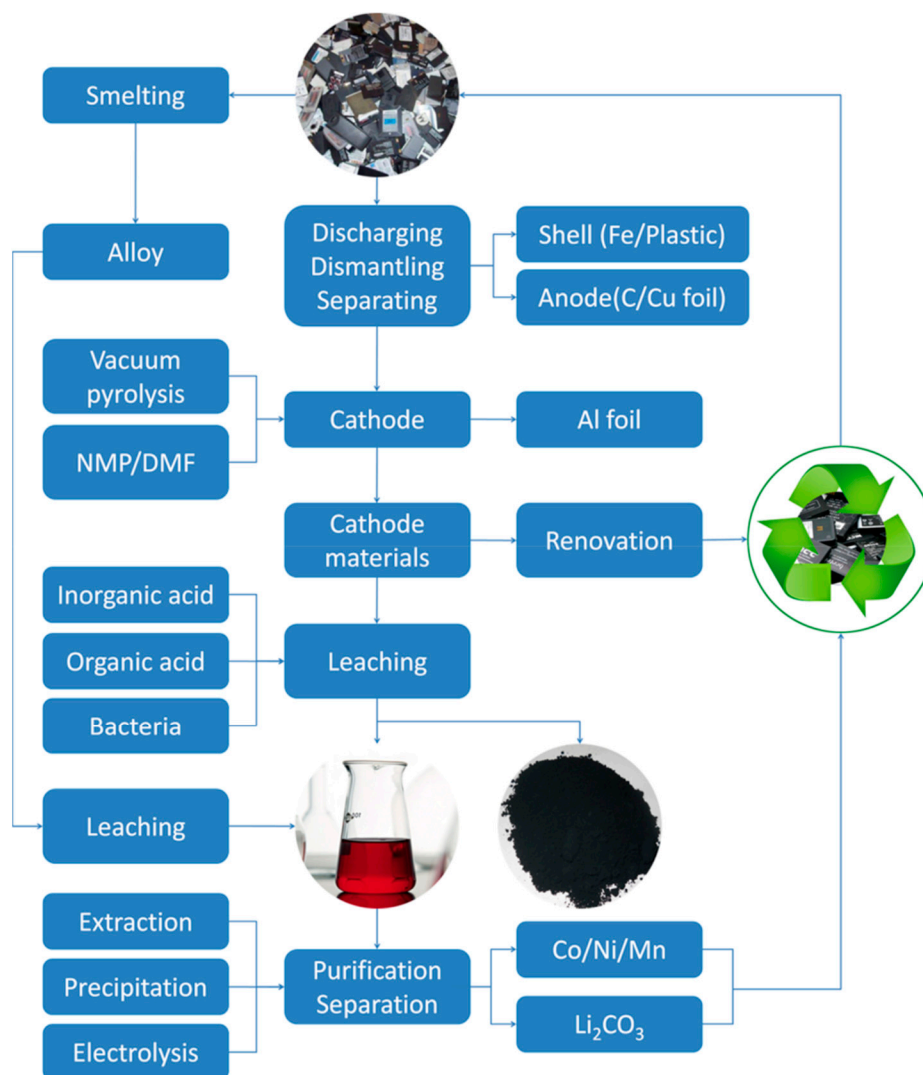 Smelting
Alloy
Discharging
Dismantling
Separating
Shell (Fe/Plastic)
Anode(C/Cu foil)
Vacuum
pyrolysis
NMP/DMF
Cathode
Al foil
Cathode
materials
Renovation
Inorganic acid
Organic acid
Bacteria
Leaching
Leaching
Extraction
Precipitation
Electrolysis
Purification
Separation
Co/Ni/Mn
Li₂CO₃